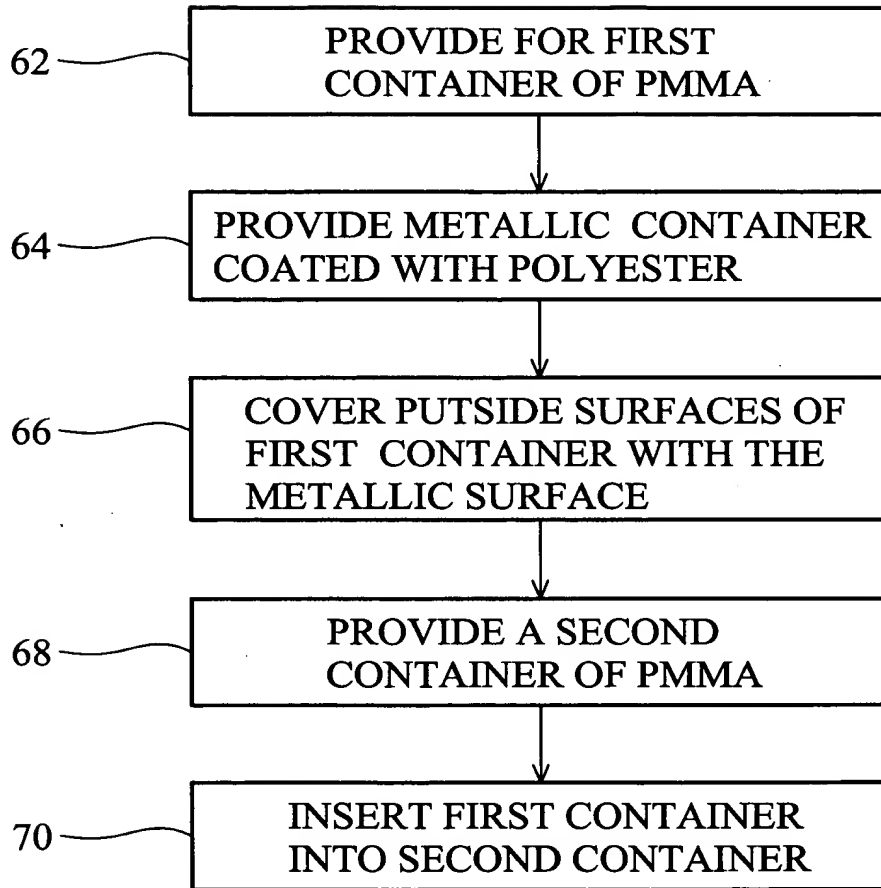 62
PROVIDE FOR FIRST
CONTAINER OF PMMA
64
PROVIDE METALLIC CONTAINER
COATED WITH POLYESTER
66
COVER PUTSIDE SURFACES OF
FIRST CONTAINER WITH THE
METALLIC SURFACE
68
PROVIDE A SECOND
CONTAINER OF PMMA
70
INSERT FIRST CONTAINER
INTO SECOND CONTAINER